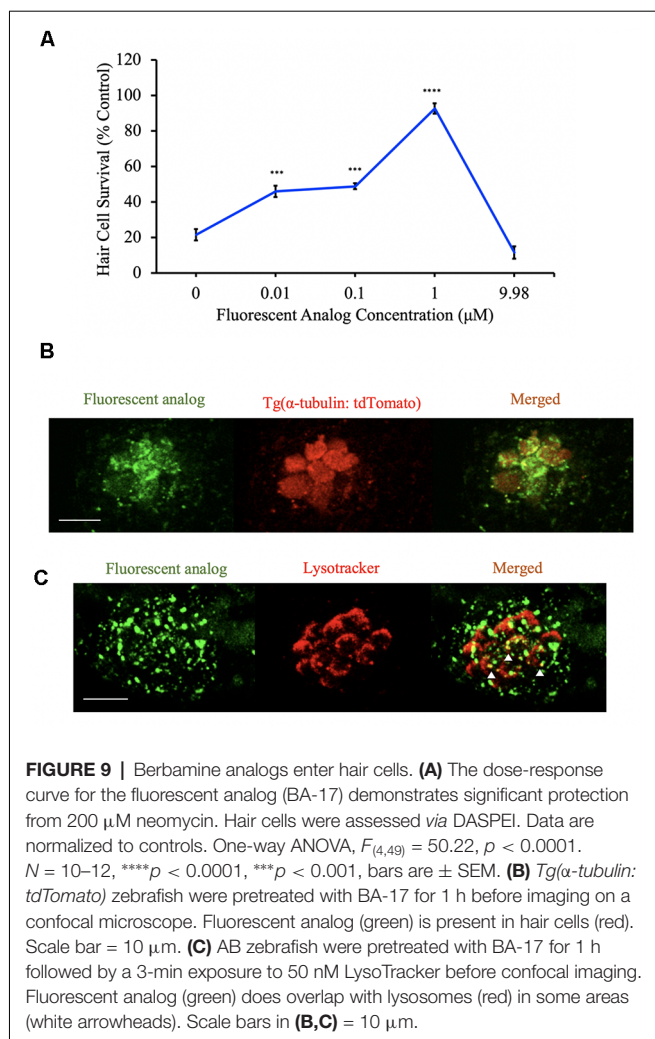 A
120
100
80
60
40
20
0
Hair Cell Survival (% Control)
***
***
****
0 0.01 0.1 1 9.98
Fluorescent Analog Concentration (μM)
B
Fluorescent analog Tg(α-tubulin: tdTomato) Merged
C
Fluorescent analog Lysotracker Merged
FIGURE 9 | Berbamine analogs enter hair cells. (A) The dose-response
curve for the fluorescent analog (BA-17) demonstrates significant protection
from 200 μM neomycin. Hair cells were assessed via DASPEI. Data are
normalized to controls. One-way ANOVA, F(4,49) = 50.22, p < 0.0001.
N = 10–12, ****p < 0.0001, ***p < 0.001, bars are ± SEM. (B) Tg(α-tubulin:
tdTomato) zebrafish were pretreated with BA-17 for 1 h before imaging on a
confocal microscope. Fluorescent analog (green) is present in hair cells (red).
Scale bar = 10 μm. (C) AB zebrafish were pretreated with BA-17 for 1 h
followed by a 3-min exposure to 50 nM LysoTracker before confocal imaging.
Fluorescent analog (green) does overlap with lysosomes (red) in some areas
(white arrowheads). Scale bars in (B,C) = 10 μm.